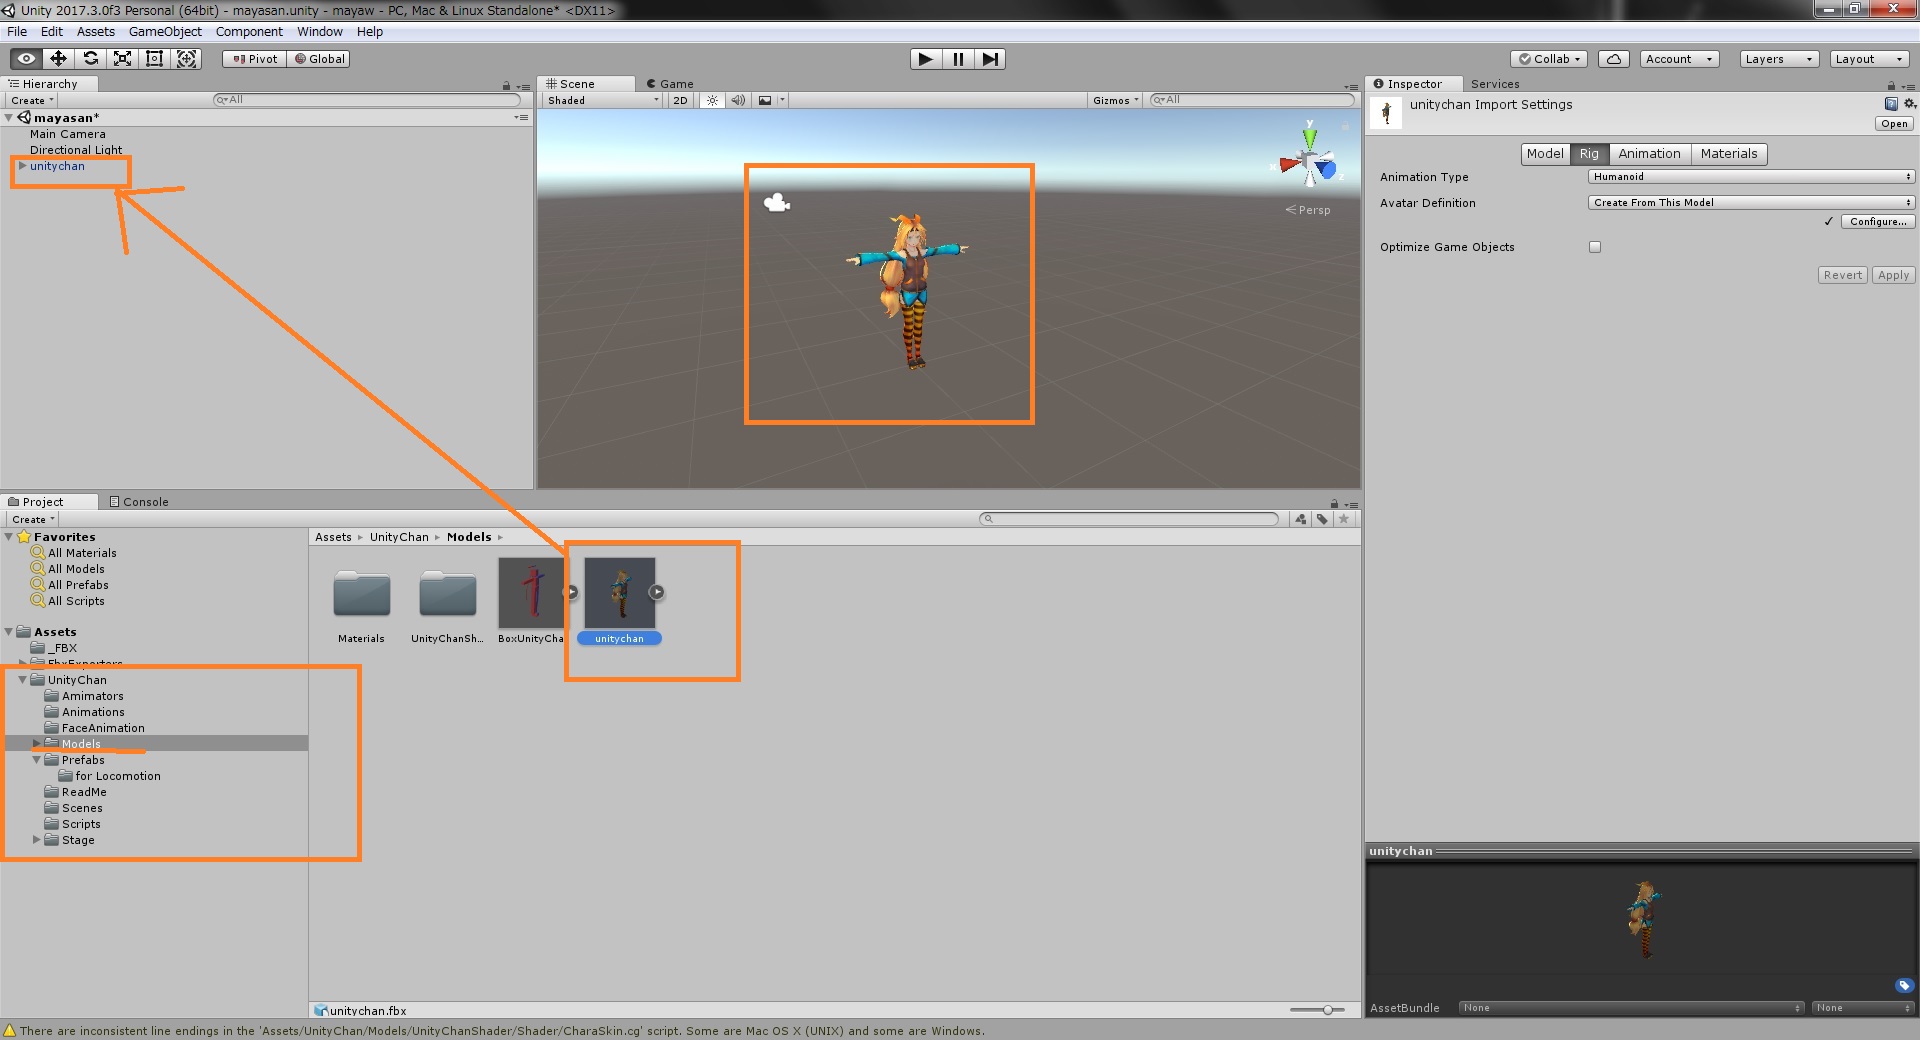 Unity 2017.3.0f3 Personal (64bit) - mayasan.unity - mayaw - PC, Mac & Linux Standalone* <DX11>
File Edit Assets GameObject Component Window Help
Pivot Global
Collab Account Layers Layout
Hierarchy
Create All
mayasan*
Main Camera
Directional Light
unitychan
Scene Game
Shaded 2D Gizmos All
y
x
z
Persp
Inspector Services
unitychan Import Settings
Open
Model Rig Animation Materials
Animation Type Humanoid
Avatar Definition Create From This Model
Configure...
Optimize Game Objects
Revert Apply
Project Console
Create
Favorites
All Materials
All Models
All Prefabs
All Scripts
Assets
_FBX
FbxExporters
UnityChan
Amimators
Animations
FaceAnimation
Models
Prefabs
for Locomotion
ReadMe
Scenes
Scripts
Stage
Assets UnityChan Models
Materials UnityChanSh... BoxUnityCha unitychan
unitychan.fbx
unitychan
AssetBundle None None
There are inconsistent line endings in the 'Assets/UnityChan/Models/UnityChanShader/Shader/CharaSkin.cg' script. Some are Mac OS X (UNIX) and some are Windows.